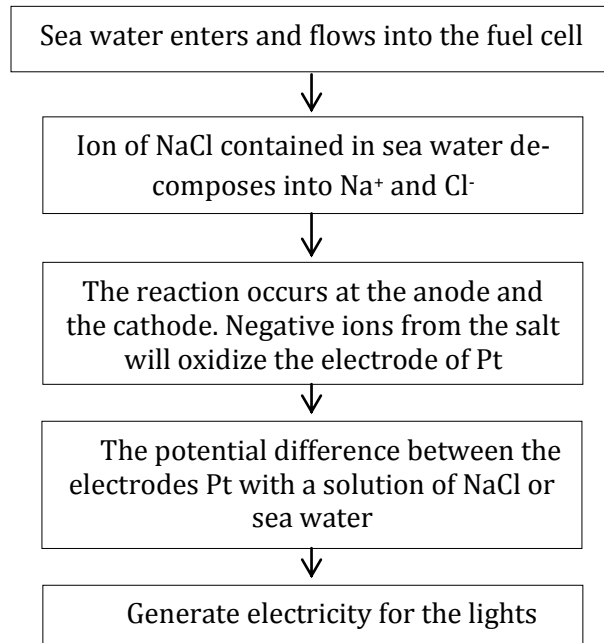 Sea water enters and flows into the fuel cell
Ion of NaCl contained in sea water de-
composes into Na⁺ and Cl⁻
The reaction occurs at the anode and
the cathode. Negative ions from the salt
will oxidize the electrode of Pt
The potential difference between the
electrodes Pt with a solution of NaCl or
sea water
Generate electricity for the lights